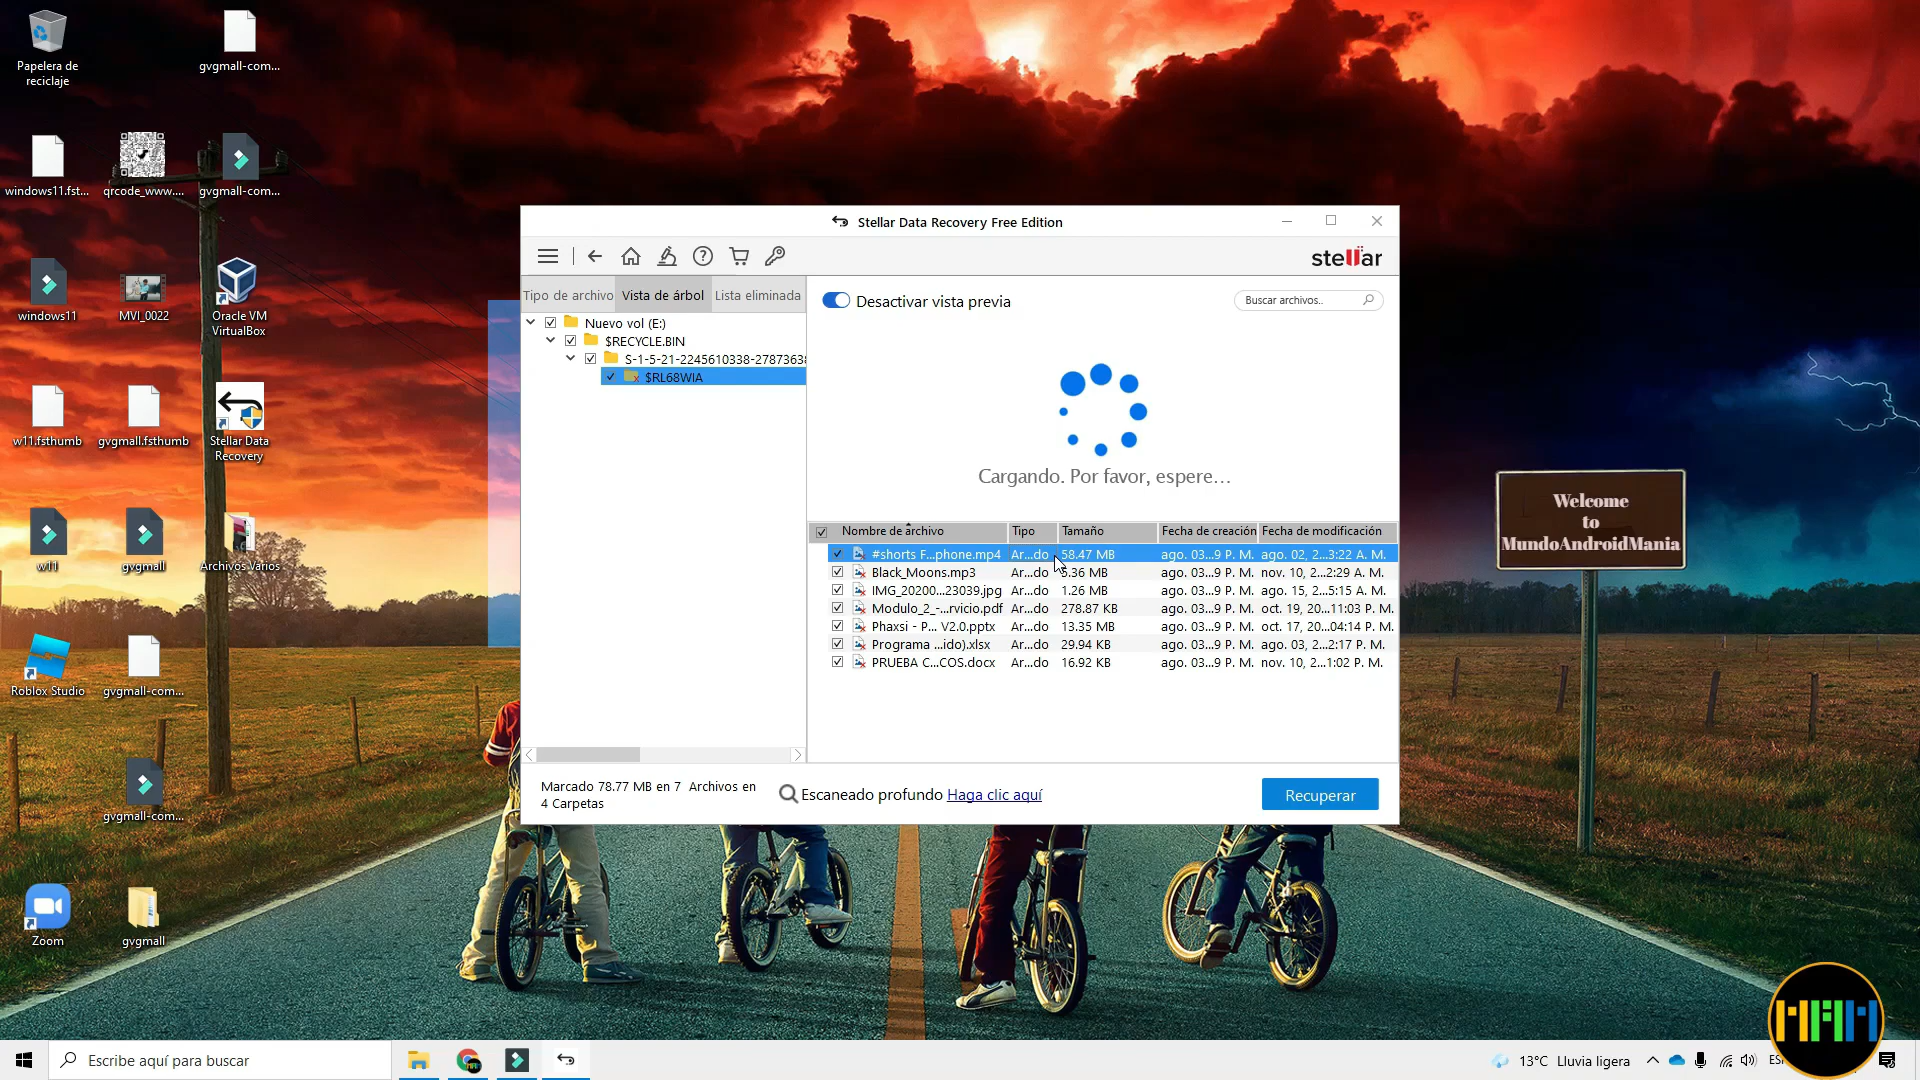 Papelera de
reciclaje
gvgmall-com...
windows11.fst...
qrcode_www....
gvgmall-com...
windows11
MVI_0022
Oracle VM
VirtualBox
w11.fsthumb
gvgmall.fsthumb
Stellar Data
Recovery
w11
gvgmall
Archivos Varios
Roblox Studio
gvgmall-com...
gvgmall-com...
Zoom
gvgmall
Stellar Data Recovery Free Edition
stellar
Tipo de archivo
Vista de árbol
Lista eliminada
Nuevo vol (E:)
$RECYCLE.BIN
S-1-5-21-2245610338-2787363
$RL68WIA
Desactivar vista previa
Buscar archivos..
Cargando. Por favor, espere...
Nombre de archivo Tipo Tamaño Fecha de creación Fecha de modificación
#shorts F...phone.mp4 Ar...do 58.47 MB ago. 03...9 P. M. ago. 02, 2...3:22 A. M.
Black_Moons.mp3 Ar...do 5.36 MB ago. 03...9 P. M. nov. 10, 2...2:29 A. M.
IMG_20200...23039.jpg Ar...do 1.26 MB ago. 03...9 P. M. ago. 15, 2...5:15 A. M.
Modulo_2_-...rvicio.pdf Ar...do 278.87 KB ago. 03...9 P. M. oct. 19, 20...11:03 P. M.
Phaxsi - P... V2.0.pptx Ar...do 13.35 MB ago. 03...9 P. M. oct. 17, 20...04:14 P. M.
Programa ...ido).xlsx Ar...do 29.94 KB ago. 03...9 P. M. ago. 03, 2...2:17 P. M.
PRUEBA C...COS.docx Ar...do 16.92 KB ago. 03...9 P. M. nov. 10, 2...1:02 P. M.
Marcado 78.77 MB en 7 Archivos en
4 Carpetas
Escaneado profundo Haga clic aquí
Recuperar
Welcome
to
MundoAndroidMania
MAM
Escribe aquí para buscar
13°C Lluvia ligera